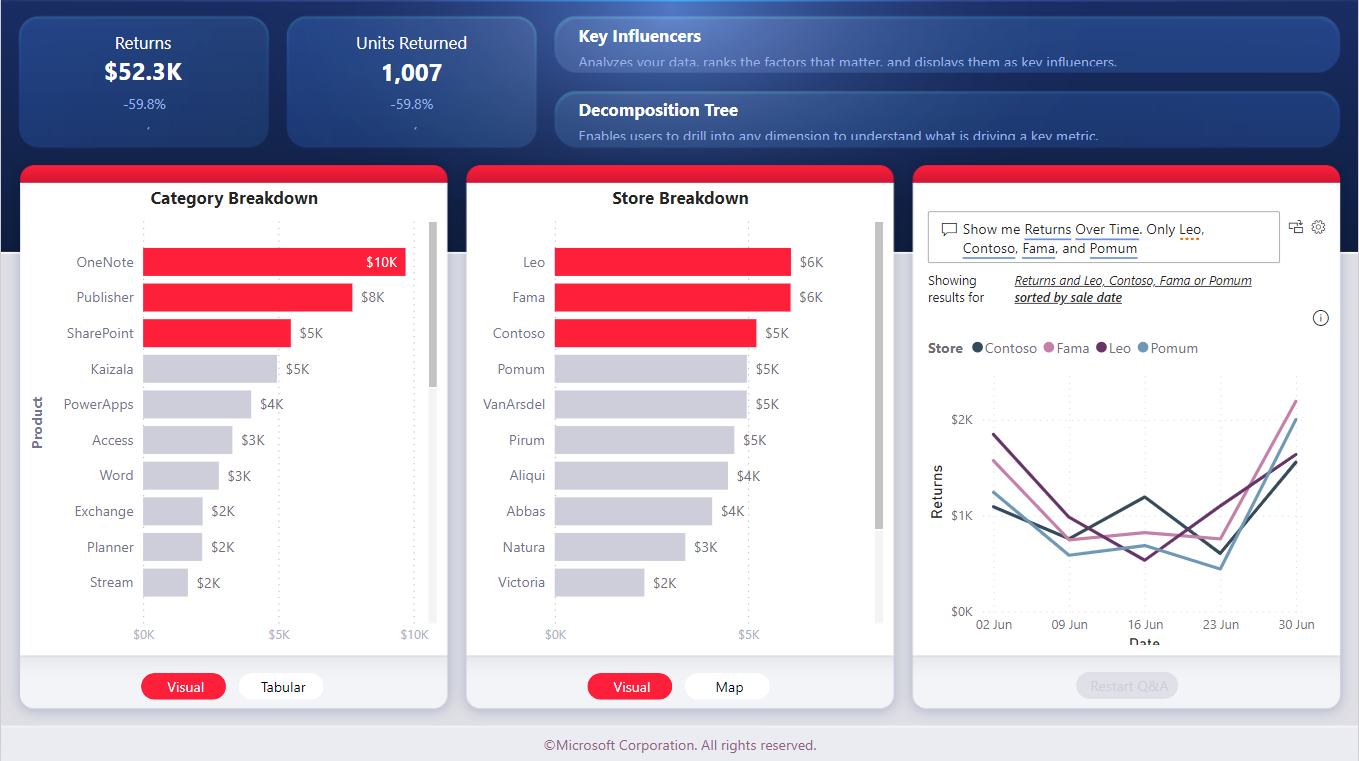 Returns
$52.3K
-59.8%
Units Returned
1,007
-59.8%
Key Influencers
Analyzes your data, ranks the factors that matter, and displays them as key influencers.
Decomposition Tree
Enables users to drill into any dimension to understand what is driving a key metric.
Category Breakdown
Product
OneNote $10K
Publisher $8K
SharePoint $5K
Kaizala $5K
PowerApps $4K
Access $3K
Word $3K
Exchange $2K
Planner $2K
Stream $2K
$0K $5K $10K
Visual Tabular
Store Breakdown
Leo $6K
Fama $6K
Contoso $5K
Pomum $5K
VanArsdel $5K
Pirum $5K
Aliqui $4K
Abbas $4K
Natura $3K
Victoria $2K
$0K $5K
Visual Map
Show me Returns Over Time. Only Leo,
Contoso, Fama, and Pomum
Showing
results for
Returns and Leo, Contoso, Fama or Pomum
sorted by sale date
Store Contoso Fama Leo Pomum
Returns
$2K
$1K
$0K
02 Jun 09 Jun 16 Jun 23 Jun 30 Jun
Date
Restart Q&A
©Microsoft Corporation. All rights reserved.